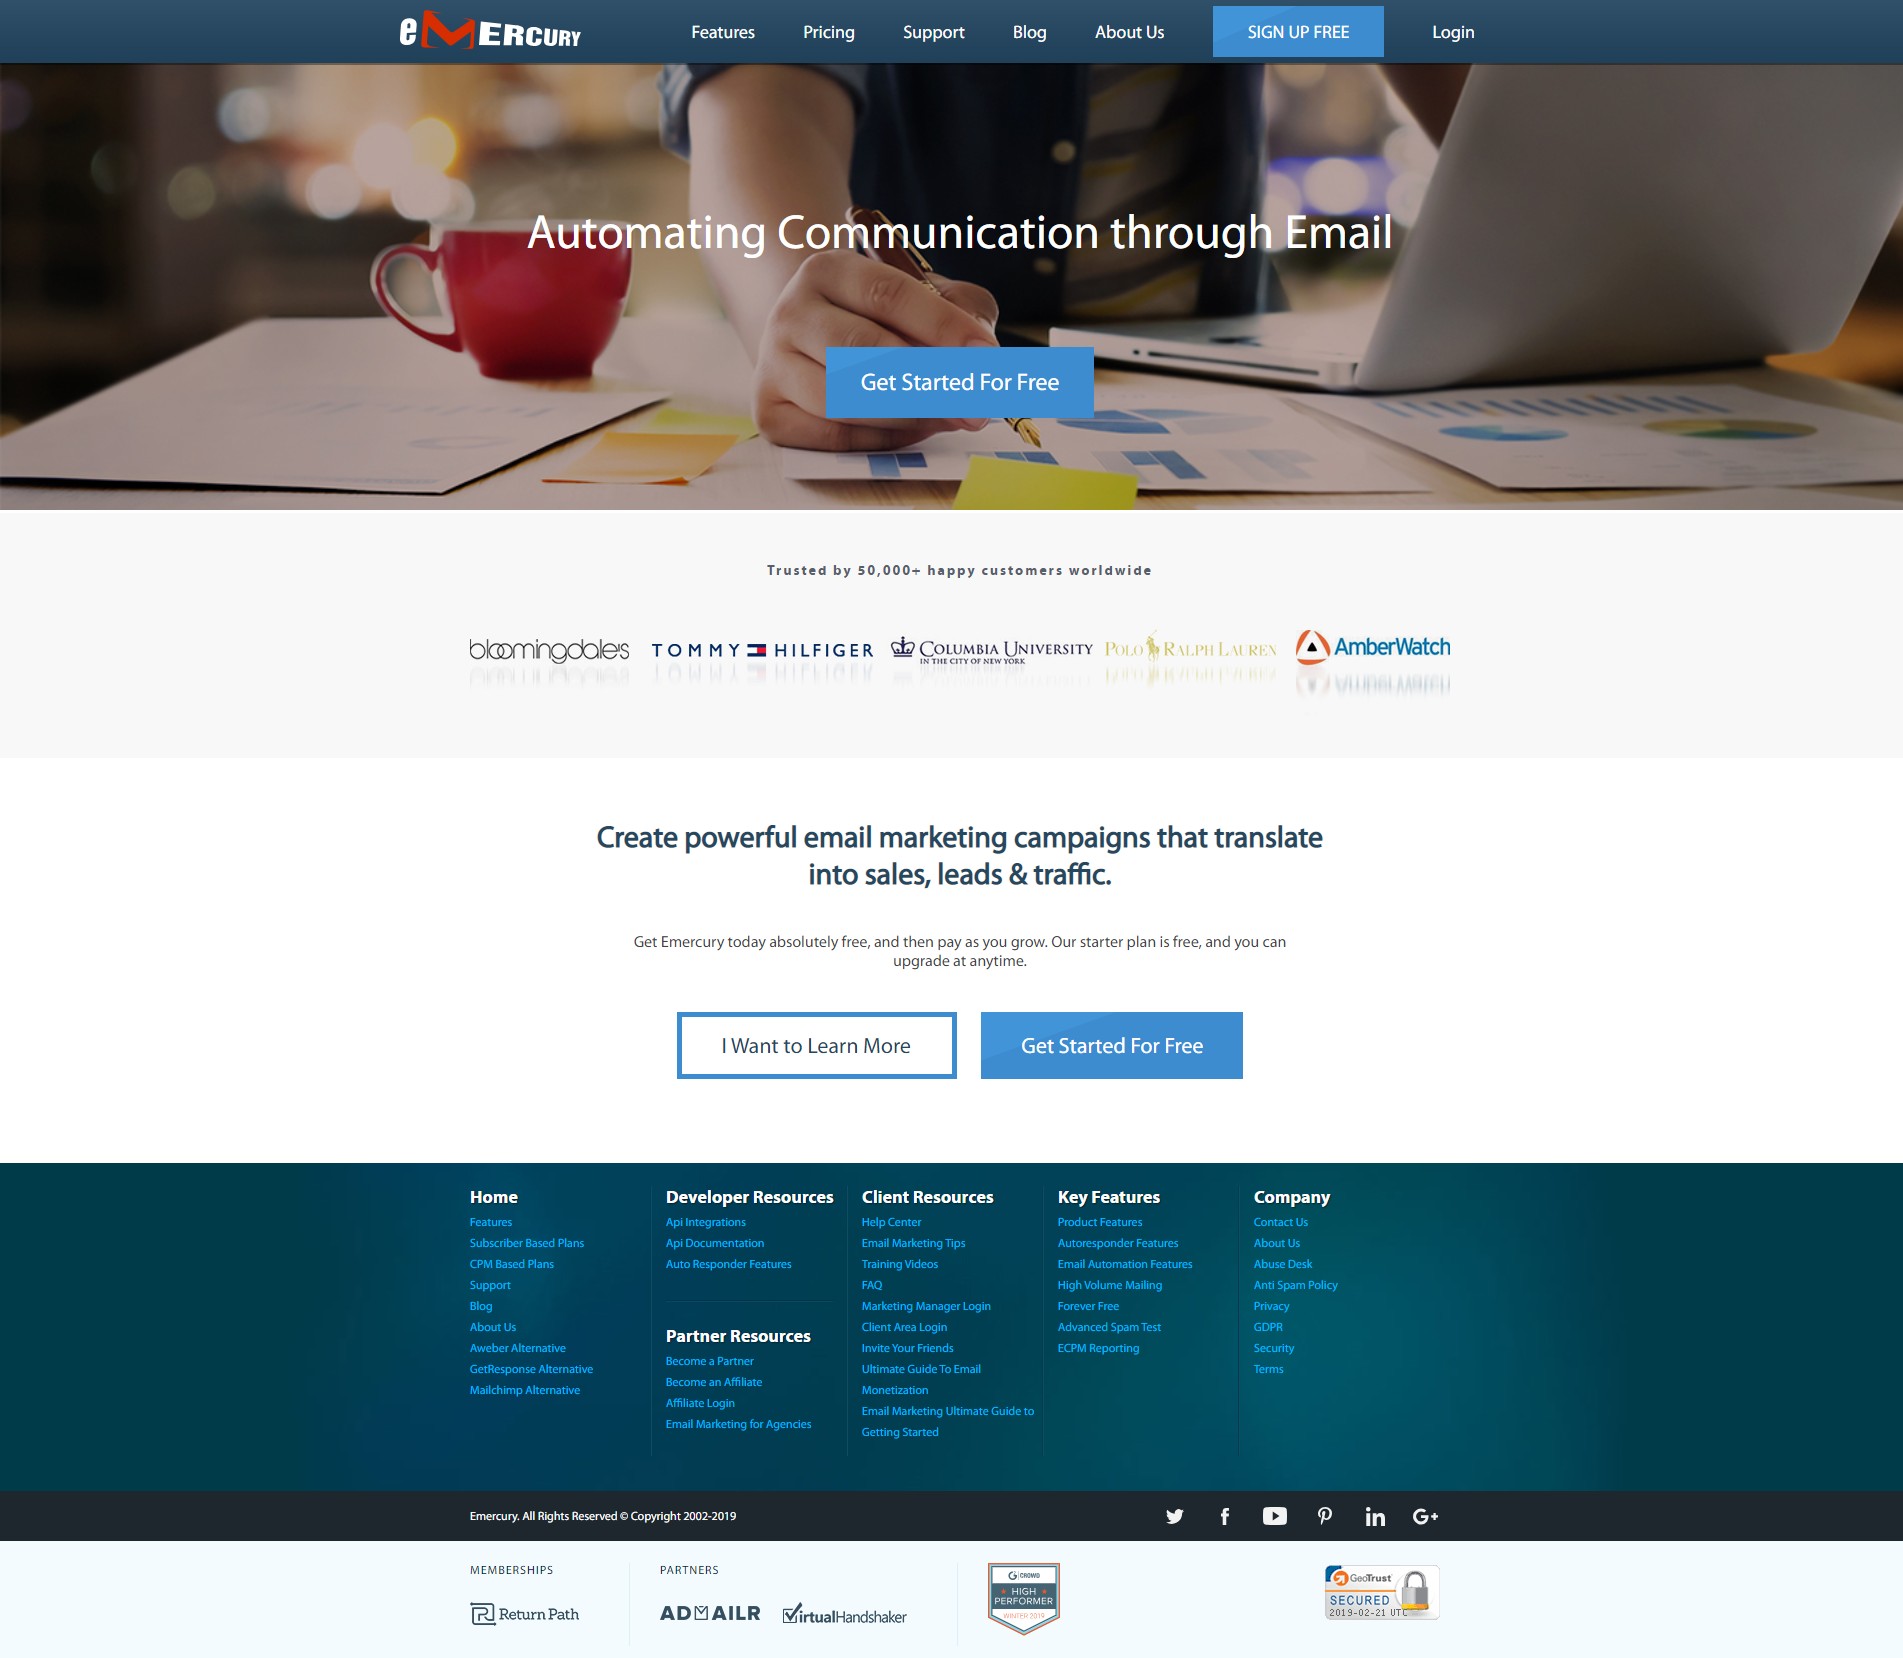 eMercury
Features
Pricing
Support
Blog
About Us
SIGN UP FREE
Login
Automating Communication through Email
Get Started For Free
Trusted by 50,000+ happy customers worldwide
bloomingdale's
TOMMY HILFIGER
COLUMBIA UNIVERSITY
IN THE CITY OF NEW YORK
POLO RALPH LAUREN
AmberWatch
Create powerful email marketing campaigns that translate
into sales, leads & traffic.
Get Emercury today absolutely free, and then pay as you grow. Our starter plan is free, and you can
upgrade at anytime.
I Want to Learn More
Get Started For Free
Home
Features
Subscriber Based Plans
CPM Based Plans
Support
Blog
About Us
Aweber Alternative
GetResponse Alternative
Mailchimp Alternative
Developer Resources
Api Integrations
Api Documentation
Auto Responder Features
Partner Resources
Become a Partner
Become an Affiliate
Affiliate Login
Email Marketing for Agencies
Client Resources
Help Center
Email Marketing Tips
Training Videos
FAQ
Marketing Manager Login
Client Area Login
Invite Your Friends
Ultimate Guide To Email
Monetization
Email Marketing Ultimate Guide to
Getting Started
Key Features
Product Features
Autoresponder Features
Email Automation Features
High Volume Mailing
Forever Free
Advanced Spam Test
ECPM Reporting
Company
Contact Us
About Us
Abuse Desk
Anti Spam Policy
Privacy
GDPR
Security
Terms
Emercury. All Rights Reserved © Copyright 2002-2019
MEMBERSHIPS
Return Path
PARTNERS
ADMAILR
VirtualHandshaker
G CROWD
HIGH
PERFORMER
WINTER 2019
GeoTrust
SECURED
2019-02-21 UTC